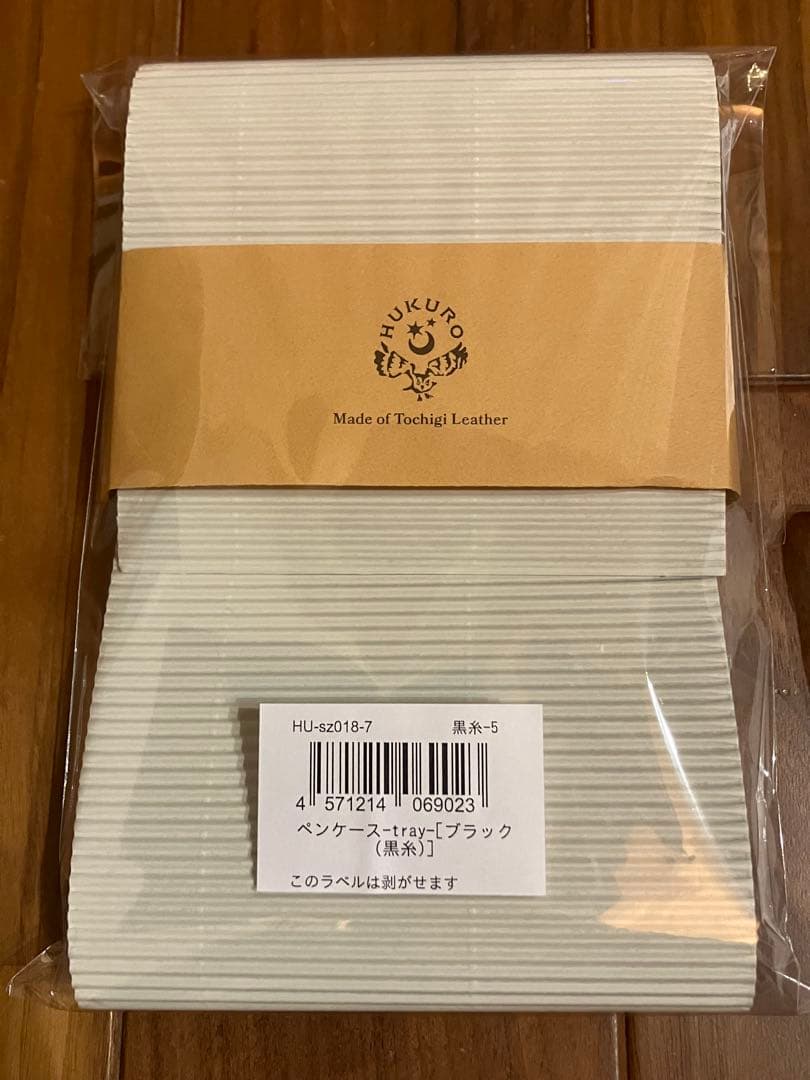 HUKURO
Made of Tochigi Leather
HU-sz018-7 黒糸-5
4 571214 069023
ペンケース-tray-[ブラック
(黒糸)]
このラベルは剥がせます